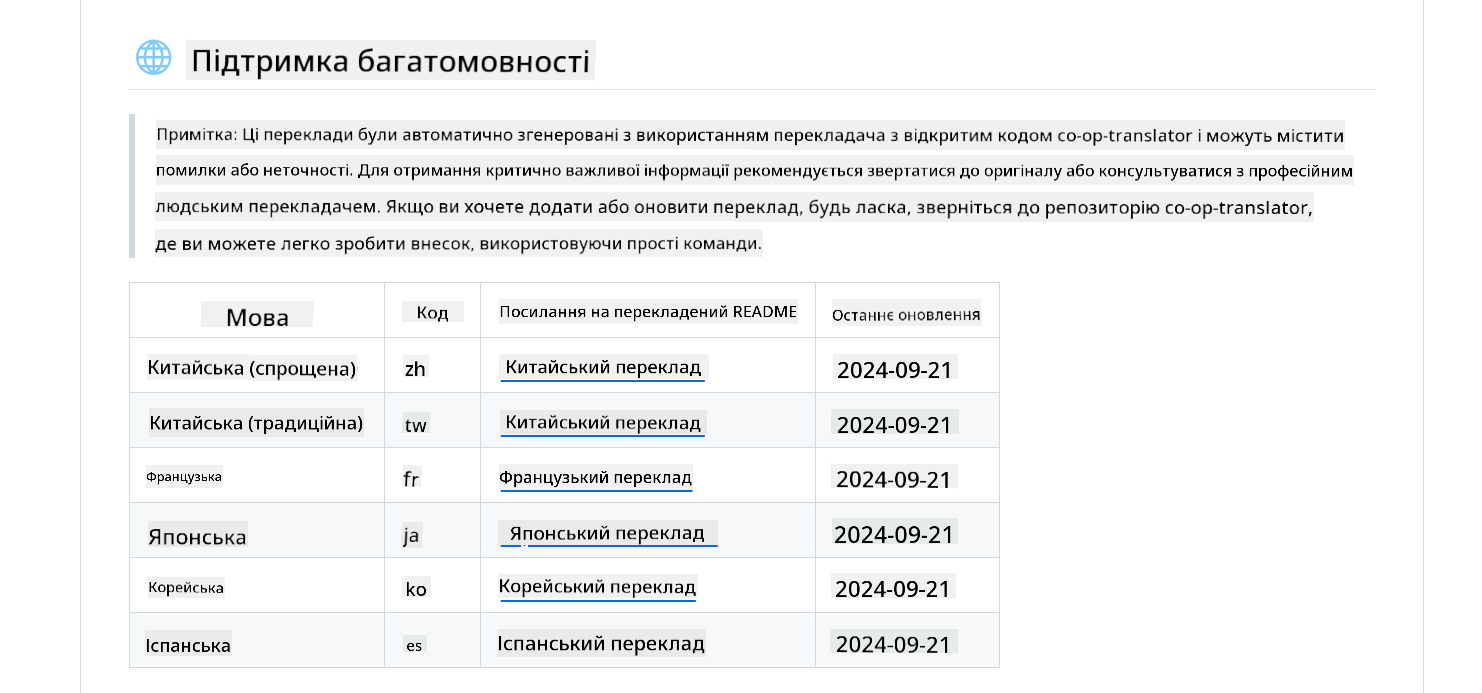 Підтримка багатомовності
Примітка: Ці переклади були автоматично згенеровані з використанням перекладача з відкритим кодом co-op-translator і можуть містити
помилки або неточності. Для отримання критично важливої інформації рекомендується звертатися до оригіналу або консультуватися з професійним
людським перекладачем. Якщо ви хочете додати або оновити переклад, будь ласка, зверніться до репозиторію co-op-translator,
де ви можете легко зробити внесок, використовуючи прості команди.
Мова Код Посилання на перекладений README Останнє оновлення
Китайська (спрощена) zh Китайський переклад 2024-09-21
Китайська (традиційна) tw Китайський переклад 2024-09-21
Французька fr Французький переклад 2024-09-21
Японська ja Японський переклад 2024-09-21
Корейська ko Корейський переклад 2024-09-21
Іспанська es Іспанський переклад 2024-09-21